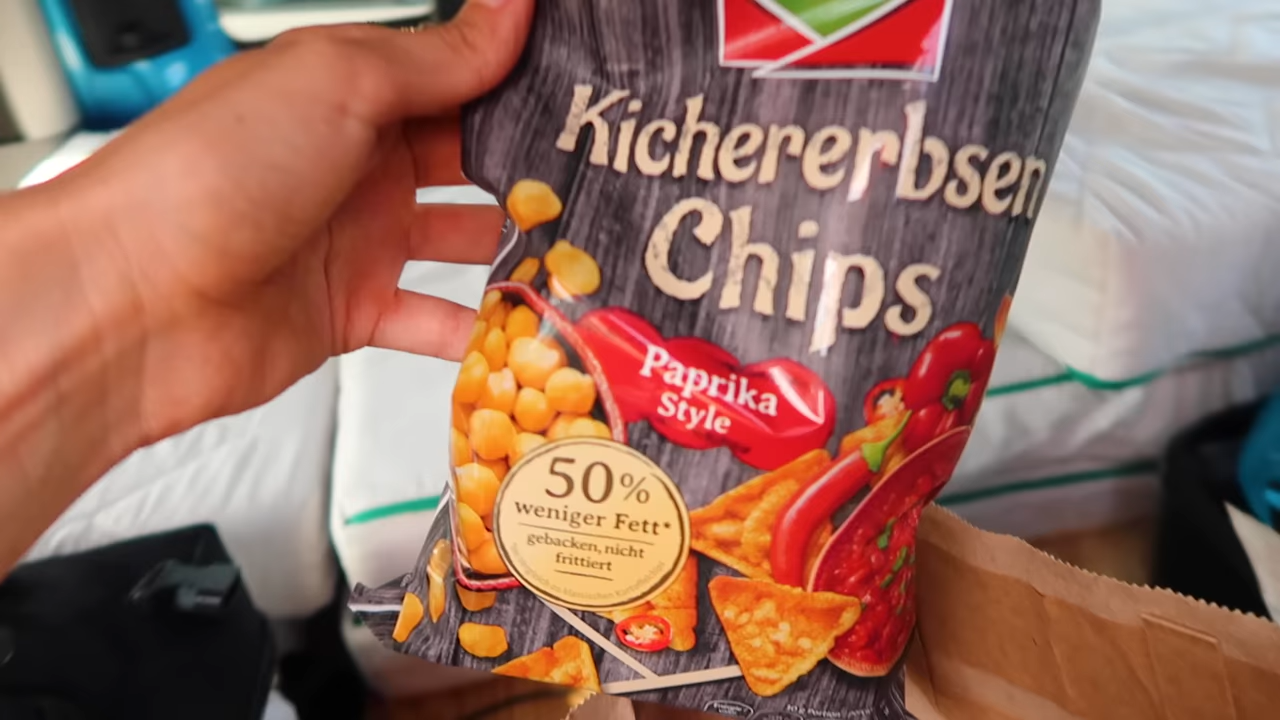 Kichererbsen
Chips
Paprika
Style
50%
weniger Fett*
gebacken, nicht
frittiert